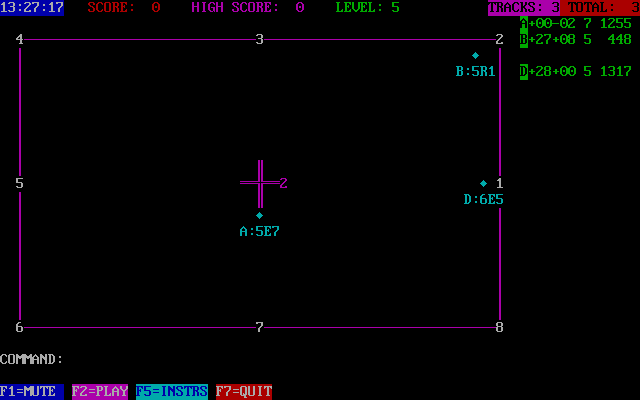 13:27:17 SCORE: 0 HIGH SCORE: 0 LEVEL: 5 TRACKS: 3 TOTAL: 3
A+00-02 7 1255
4 3 2 B+27+08 5 448
B:5R1 D+28+00 5 1317
5 2 1
D:6E5
A:5E7
6 7 8
COMMAND:
F1=MUTE F2=PLAY F5=INSTRS F7=QUIT